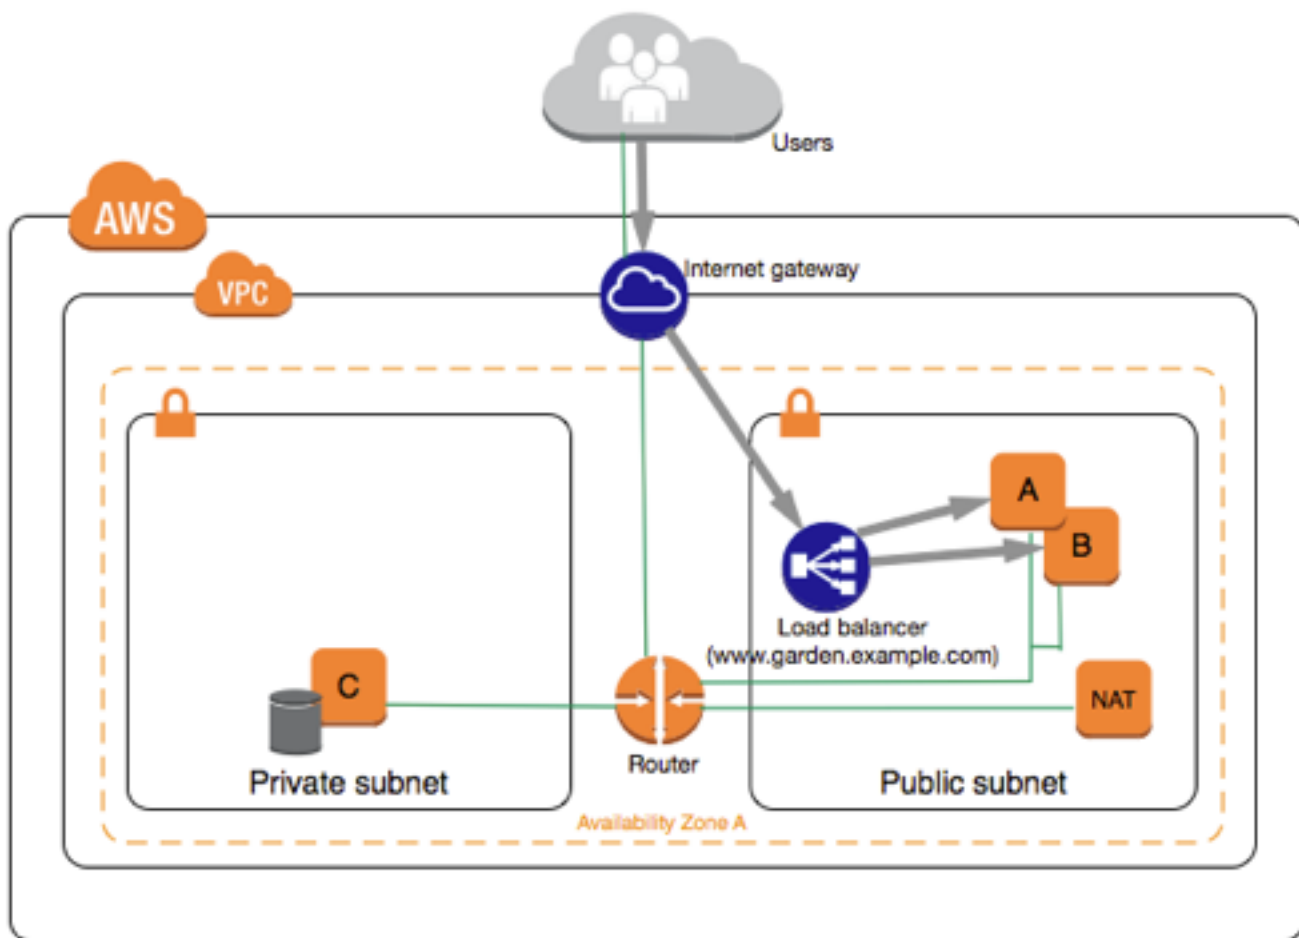 Users
AWS
Internet gateway
VPC
A
B
Load balancer
(www.garden.example.com)
C
NAT
Router
Private subnet
Public subnet
Availability Zone A